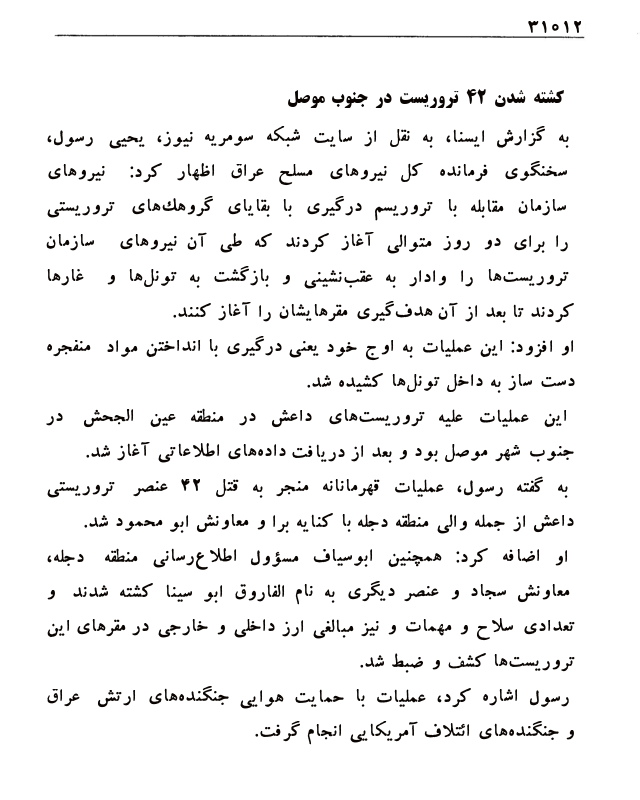 ۳۱۰۱۲
کشته شدن ۴۲ تروریست در جنوب موصل
به گزارش ایسنا، به نقل از سایت شبکه سومریه نیوز، یحیی رسول،
سخنگوی فرمانده کل نیروهای مسلح عراق اظهار کرد: نیروهای
سازمان مقابله با تروریسم درگیری با بقایای گروهک‌های تروریستی
را برای دو روز متوالی آغاز کردند که طی آن نیروهای سازمان
تروریست‌ها را وادار به عقب‌نشینی و بازگشت به تونل‌ها و غارها
کردند تا بعد از آن هدف‌گیری مقرهایشان را آغاز کنند.
او افزود: این عملیات به اوج خود یعنی درگیری با انداختن مواد منفجره
دست ساز به داخل تونل‌ها کشیده شد.
این عملیات علیه تروریست‌های داعش در منطقه عین الجحش در
جنوب شهر موصل بود و بعد از دریافت داده‌های اطلاعاتی آغاز شد.
به گفته رسول، عملیات قهرمانانه منجر به قتل ۴۲ عنصر تروریستی
داعش از جمله والی منطقه دجله با کنایه برا و معاونش ابو محمود شد.
او اضافه کرد: همچنین ابوسیاف مسؤول اطلاع‌رسانی منطقه دجله،
معاونش سجاد و عنصر دیگری به نام الفاروق ابو سینا کشته شدند و
تعدادی سلاح و مهمات و نیز مبالغی ارز داخلی و خارجی در مقرهای این
تروریست‌ها کشف و ضبط شد.
رسول اشاره کرد، عملیات با حمایت هوایی جنگنده‌های ارتش عراق
و جنگنده‌های ائتلاف آمریکایی انجام گرفت.